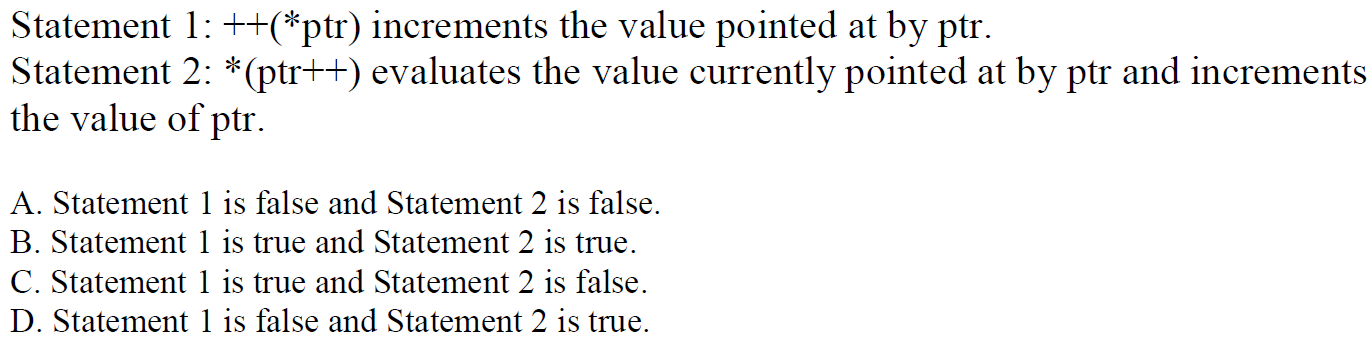 Statement 1: ++(*ptr) increments the value pointed at by ptr.
Statement 2: *(ptr++) evaluates the value currently pointed at by ptr and increments
the value of ptr.
A. Statement 1 is false and Statement 2 is false.
B. Statement 1 is true and Statement 2 is true.
C. Statement 1 is true and Statement 2 is false.
D. Statement 1 is false and Statement 2 is true.